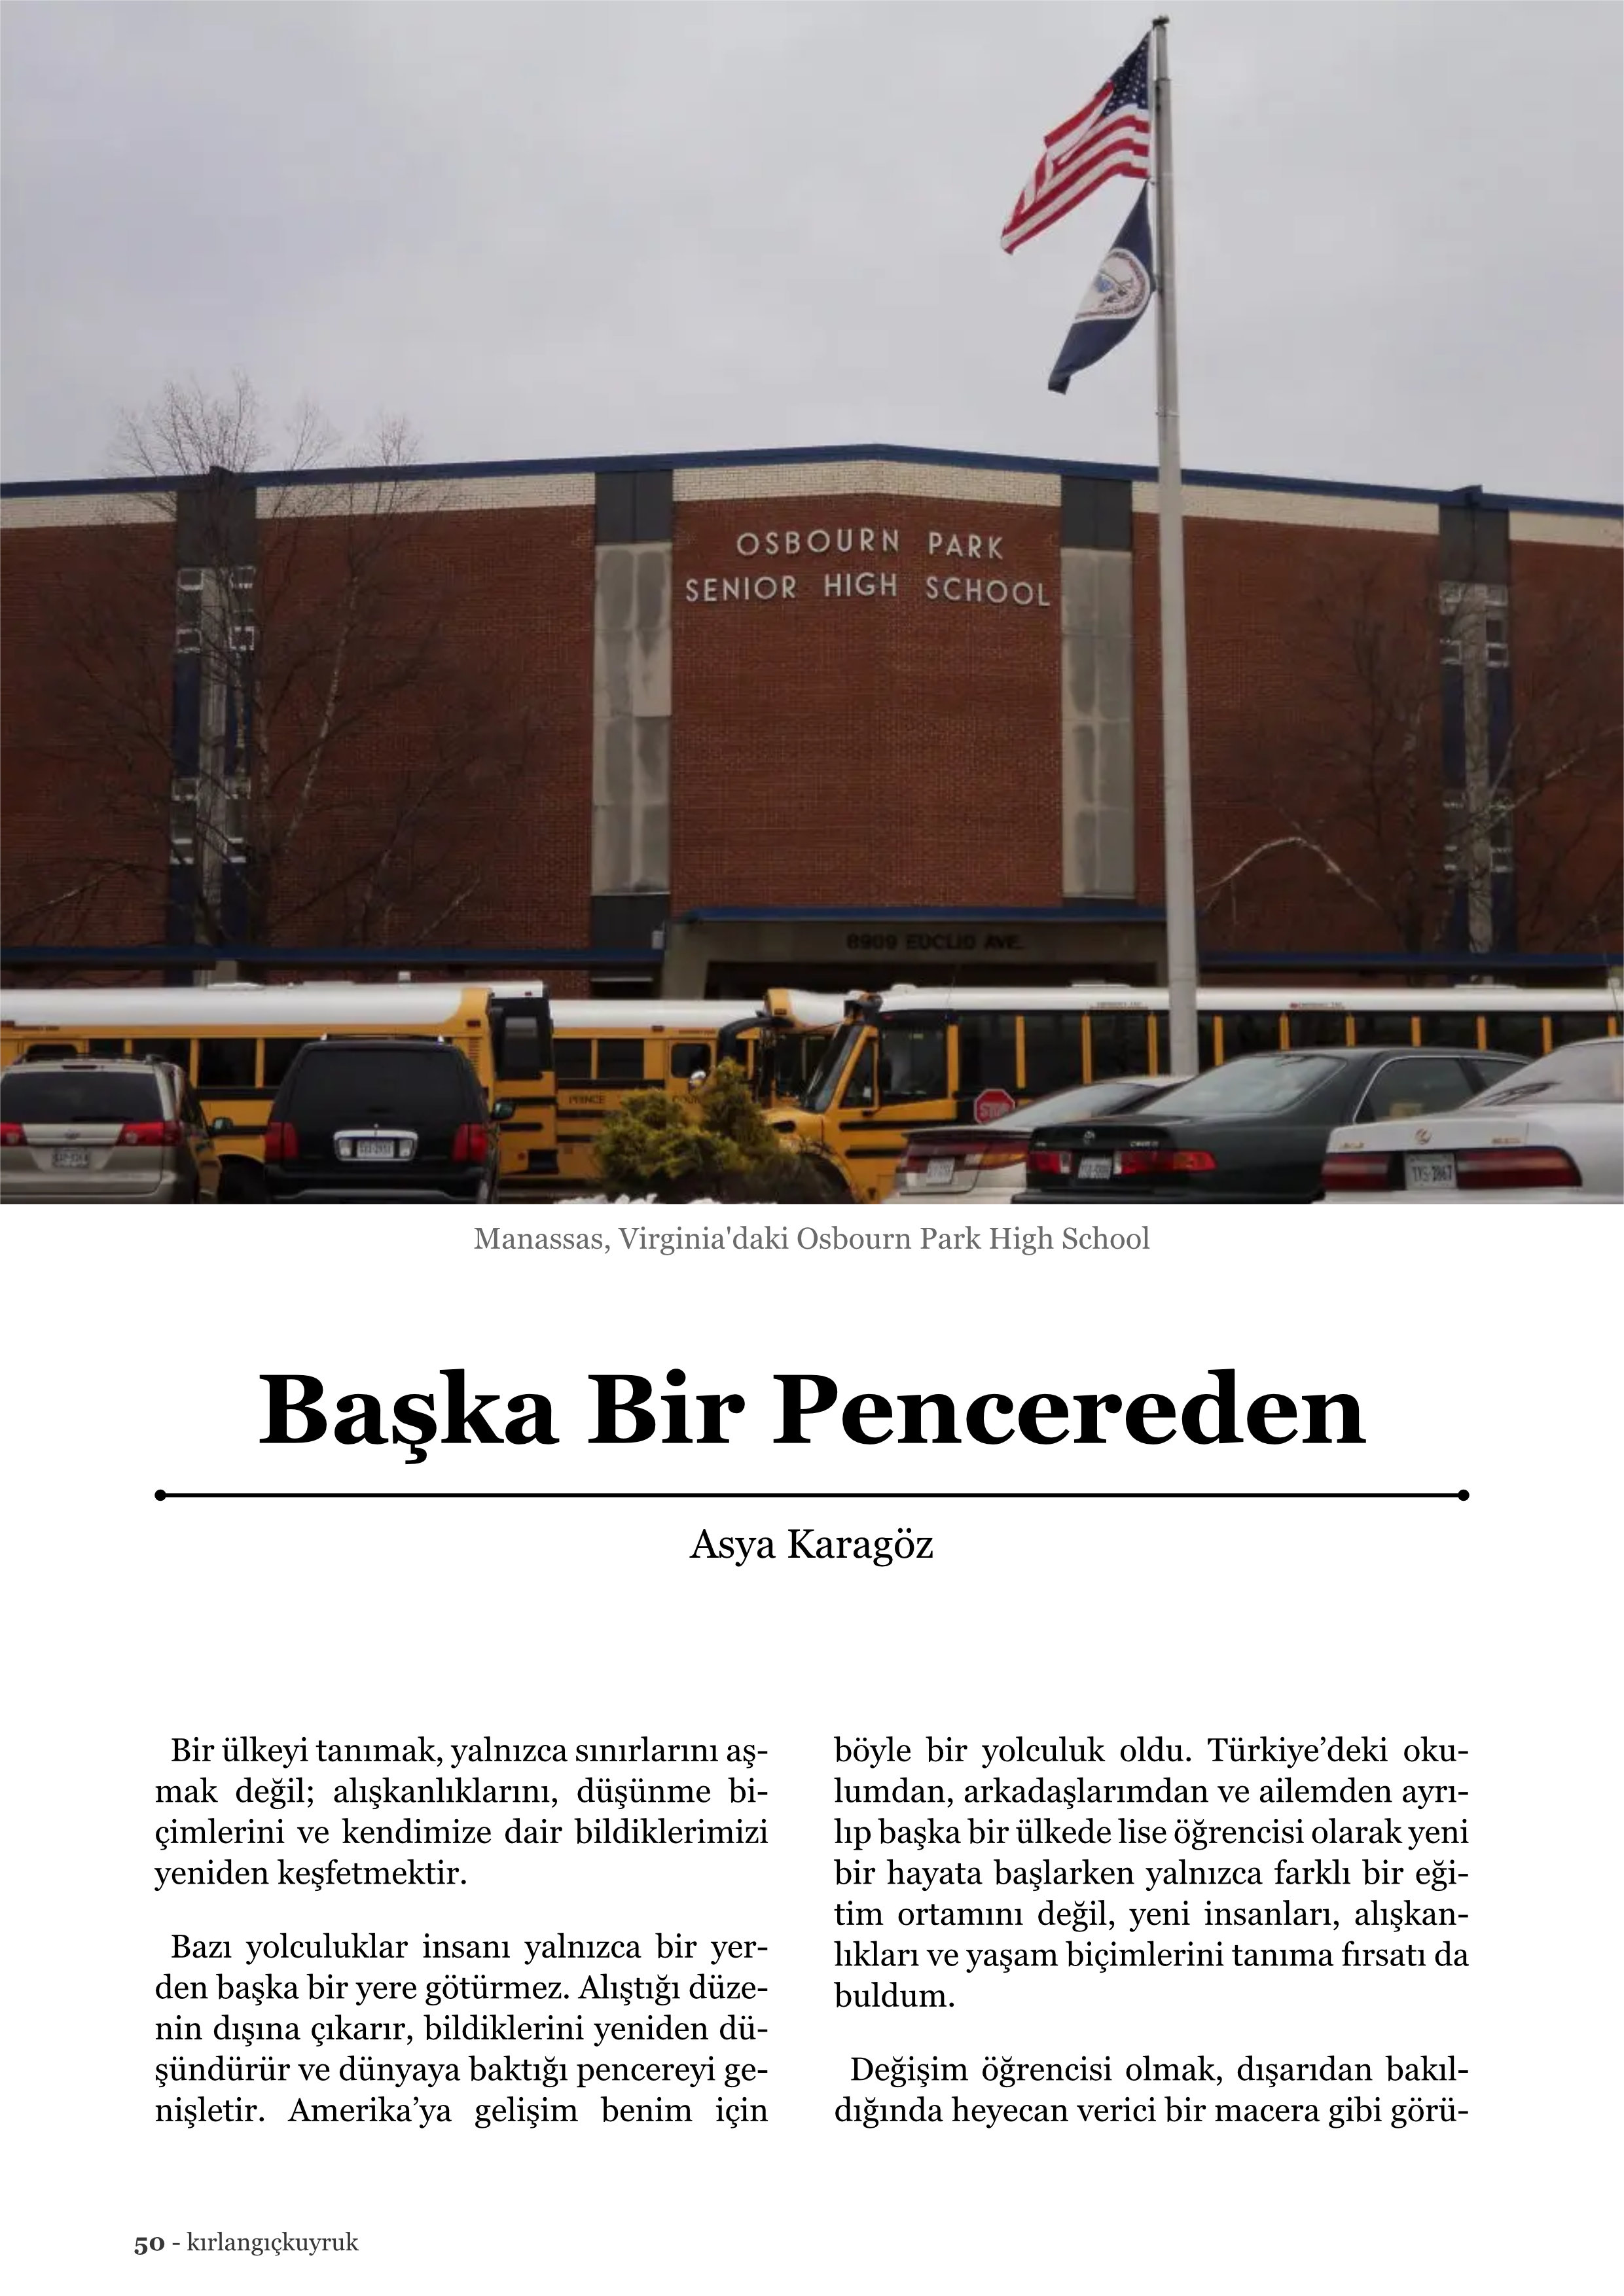 OSBOURN PARK
SENIOR HIGH SCHOOL
8909 EUCLID AVE.
PRINCE
STOP
Manassas, Virginia'daki Osbourn Park High School
Başka Bir Pencereden
Asya Karagöz
Bir ülkeyi tanımak, yalnızca sınırlarını aş-
mak değil; alışkanlıklarını, düşünme bi-
çimlerini ve kendimize dair bildiklerimizi
yeniden keşfetmektir.
Bazı yolculuklar insanı yalnızca bir yer-
den başka bir yere götürmez. Alıştığı düze-
nin dışına çıkarır, bildiklerini yeniden dü-
şündürür ve dünyaya baktığı pencereyi ge-
nişletir. Amerika’ya gelişim benim için
böyle bir yolculuk oldu. Türkiye’deki oku-
lumdan, arkadaşlarımdan ve ailemden ayrı-
lıp başka bir ülkede lise öğrencisi olarak yeni
bir hayata başlarken yalnızca farklı bir eği-
tim ortamını değil, yeni insanları, alışkan-
lıkları ve yaşam biçimlerini tanıma fırsatı da
buldum.
Değişim öğrencisi olmak, dışarıdan bakıl-
dığında heyecan verici bir macera gibi görü-
50 - kırlangıçkuyruk